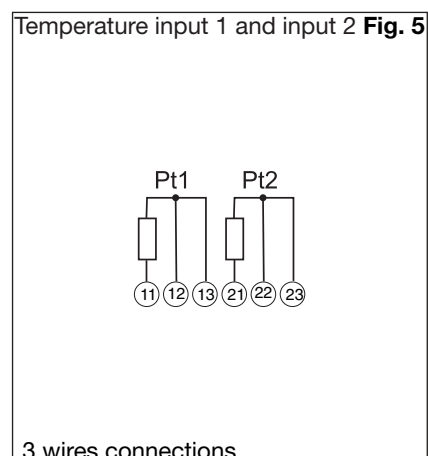 Temperature input 1 and input 2 Fig. 5
Pt1 Pt2
11 12 13 21 22 23
3 wires connections